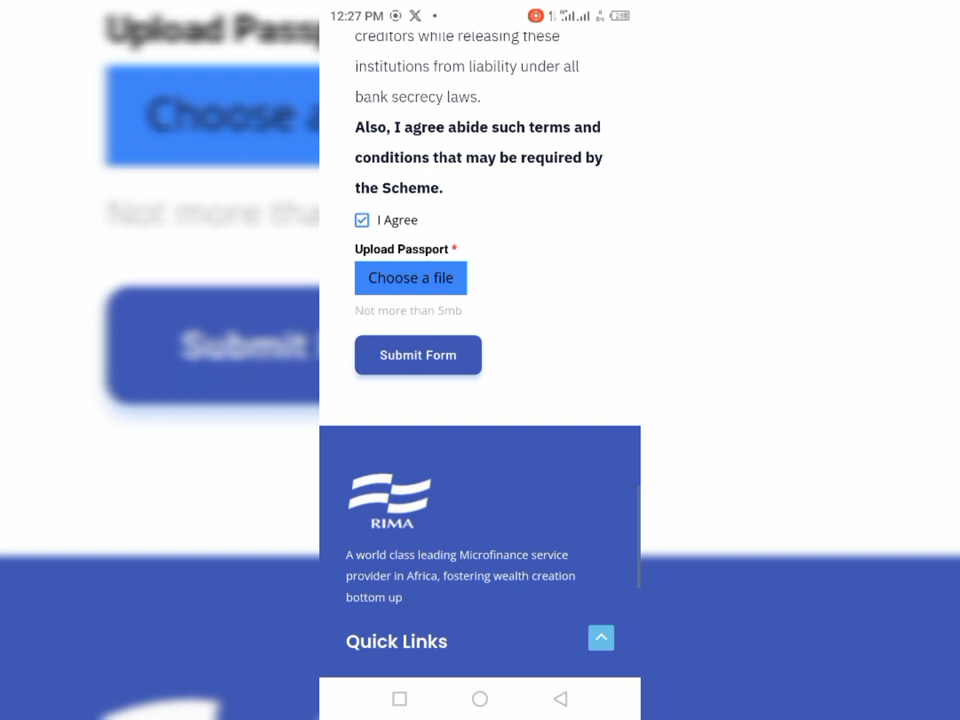 12:27 PM
creditors while releasing these
institutions from liability under all
bank secrecy laws.
Also, I agree abide such terms and
conditions that may be required by
the Scheme.
I Agree
Upload Passport *
Choose a file
Not more than 5mb
Submit Form
RIMA
A world class leading Microfinance service
provider in Africa, fostering wealth creation
bottom up
Quick Links